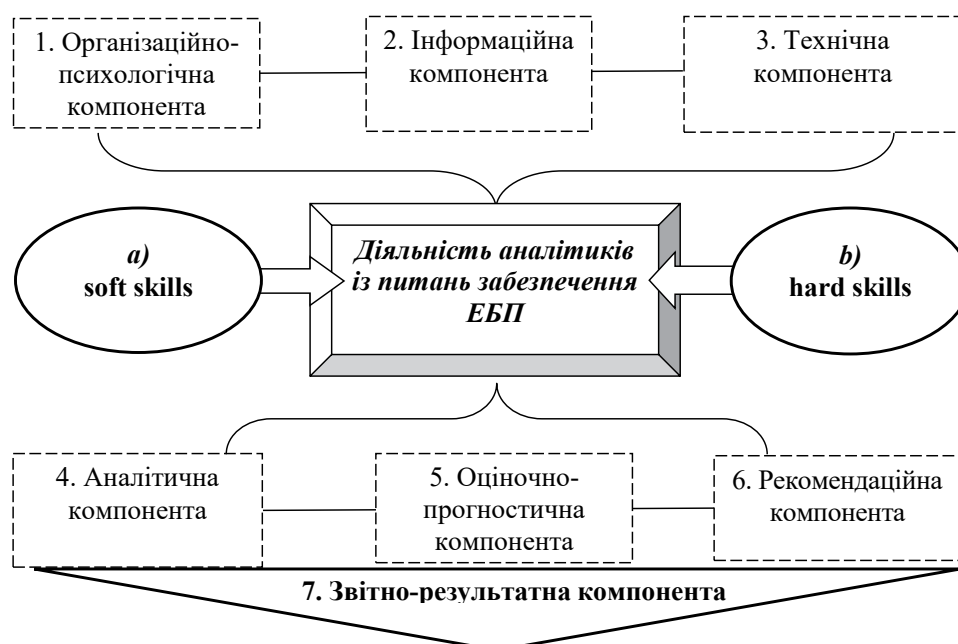 1. Організаційно-
психологічна
компонента
2. Інформаційна
компонента
3. Технічна
компонента
a)
soft skills
Діяльність аналітиків
із питань забезпечення
ЕБП
b)
hard skills
4. Аналітична
компонента
5. Оціночно-
прогностична
компонента
6. Рекомендаційна
компонента
7. Звітно-результатна компонента